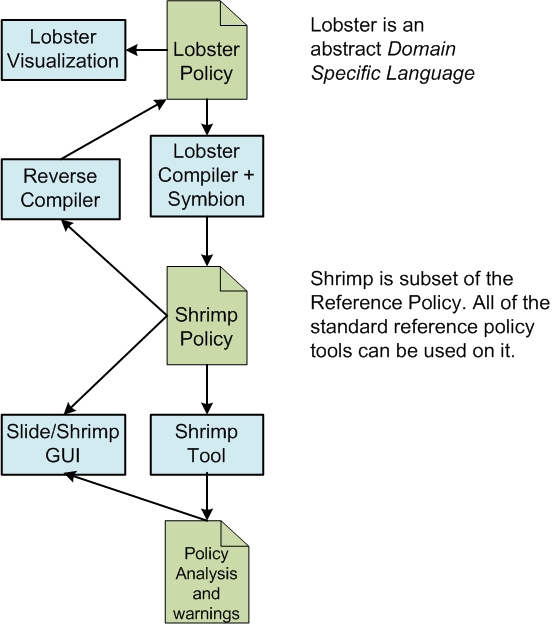 Lobster
Visualization
Lobster
Policy
Lobster is an
abstract Domain
Specific Language
Reverse
Compiler
Lobster
Compiler +
Symbion
Shrimp
Policy
Shrimp is subset of the
Reference Policy. All of the
standard reference policy
tools can be used on it.
Slide/Shrimp
GUI
Shrimp
Tool
Policy
Analysis
and
warnings